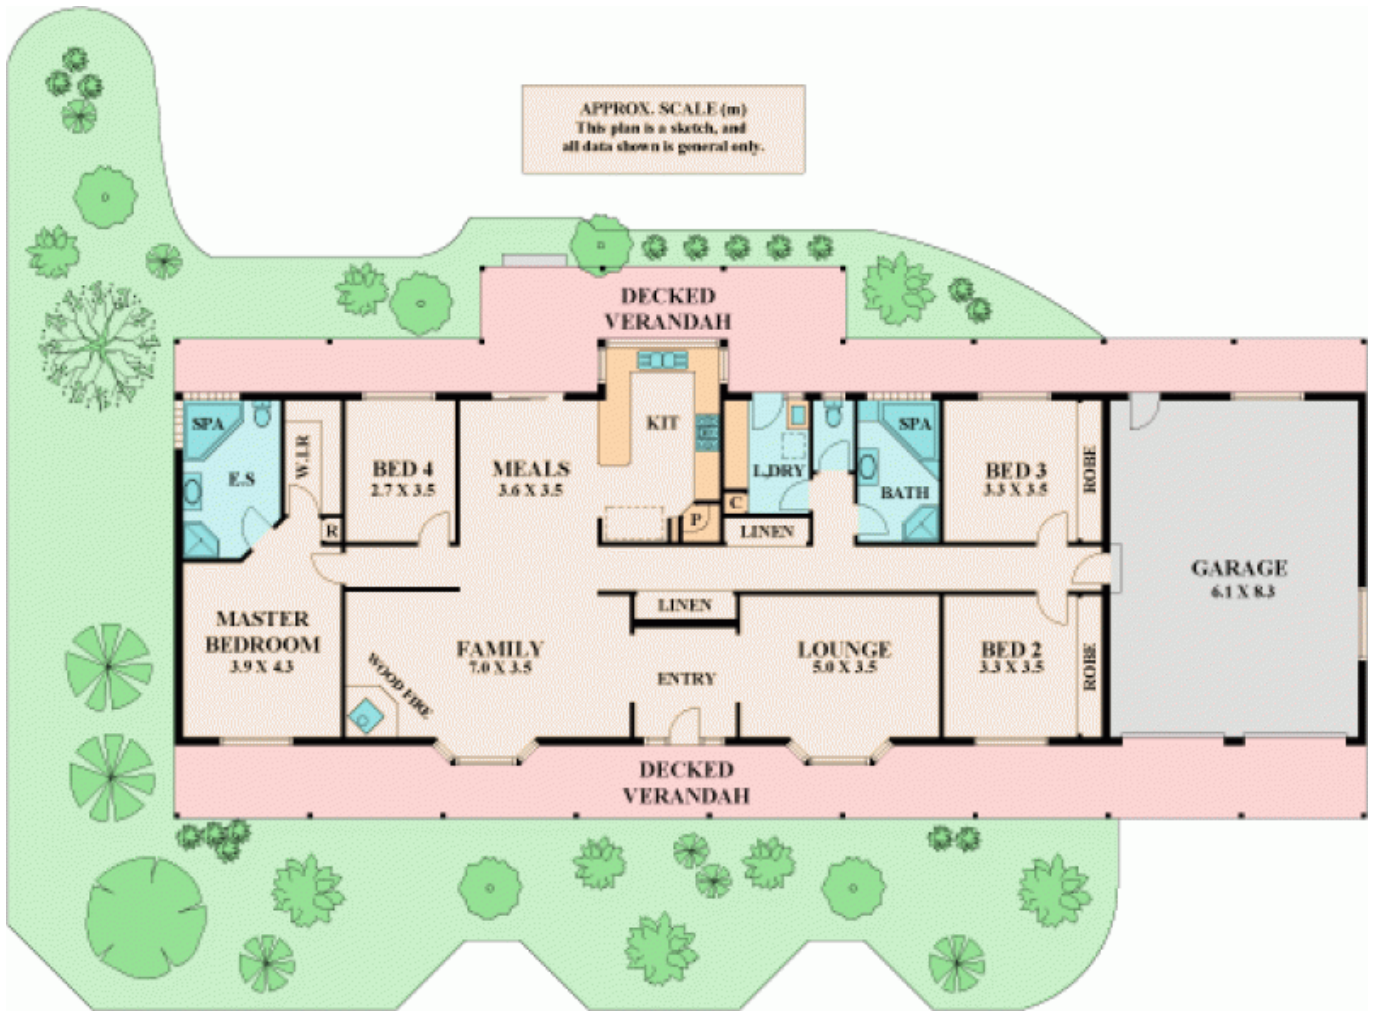 APPROX. SCALE (m)
This plan is a sketch, and
all data shown is general only.
DECKED
VERANDAH
SPA
E.S
W.I.R
R
BED 4
2.7 X 3.5
MEALS
3.6 X 3.5
KIT
P
C
L.DRY
LINEN
SPA
BATH
BED 3
3.3 X 3.5
ROBE
GARAGE
6.1 X 8.3
MASTER
BEDROOM
3.9 X 4.3
FAMILY
7.0 X 3.5
WOOD FIRE
LINEN
ENTRY
LOUNGE
5.0 X 3.5
BED 2
3.3 X 3.5
ROBE
DECKED
VERANDAH